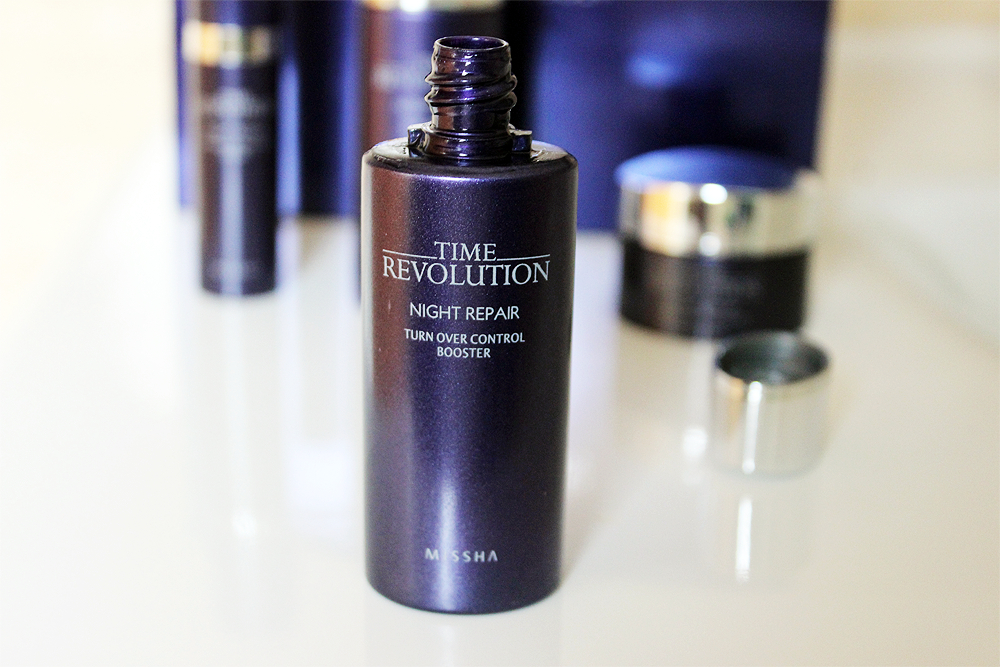 TIME
REVOLUTION
NIGHT REPAIR
TURN OVER CONTROL
BOOSTER
MISSHA